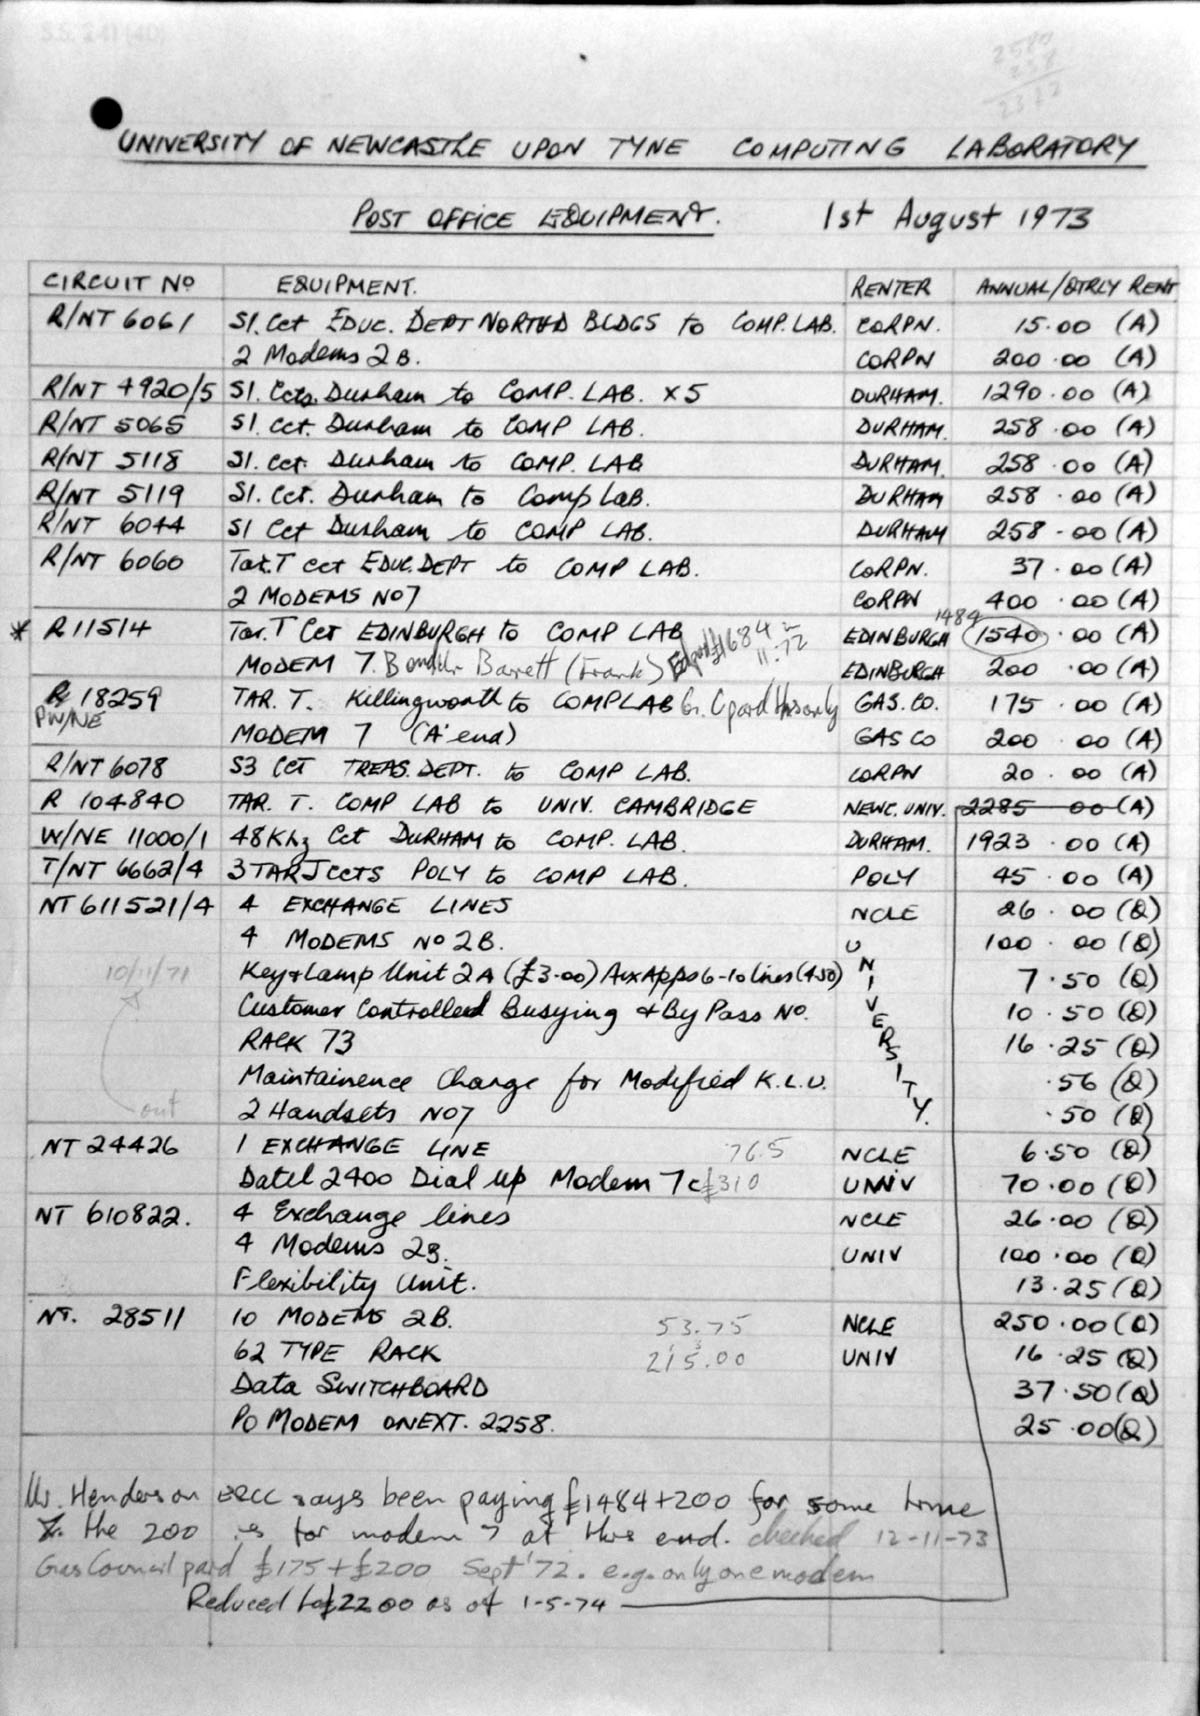 S.S. 241 (40)
2580
258
2322
UNIVERSITY OF NEWCASTLE UPON TYNE COMPUTING LABORATORY
POST OFFICE EQUIPMENT. 1st August 1973
CIRCUIT No EQUIPMENT. RENTER ANNUAL/QTRLY RENT
R/NT 6061 S1. Cct EDUC. DEPT NORTH'D BLDGS to COMP. LAB. CORPN. 15.00 (A)
2 Modems 2B. CORPN 200.00 (A)
R/NT 4920/5 S1. Ccts. Durham to COMP. LAB. x5 DURHAM. 1290.00 (A)
R/NT 5065 S1. Cct. Durham to COMP LAB. DURHAM. 258.00 (A)
R/NT 5118 S1. Cct. Durham to COMP. LAB DURHAM. 258.00 (A)
R/NT 5119 S1. Cct. Durham to Comp Lab. DURHAM 258.00 (A)
R/NT 6044 S1 Cct Durham to COMP LAB. DURHAM 258.00 (A)
R/NT 6060 Tar.T cct EDUC. DEPT to COMP LAB. CORPN. 37.00 (A)
2 MODEMS No7 CORPN 400.00 (A)
1484
* R 11514 Tar.T Cct EDINBURGH to COMP LAB EDINBURGH 1540.00 (A)
£1684 11.72
MODEM 7. Barrett (Frank) EDINBURGH 200.00 (A)
R 18259 TAR. T. Killingworth to COMP LAB G. C paid this only GAS. CO. 175.00 (A)
PW/NE MODEM 7 ('A' end) GAS CO 200.00 (A)
R/NT 6078 S3 CCT TREAS. DEPT. to COMP LAB. CORPN 20.00 (A)
R 104840 TAR. T. COMP LAB to UNIV. CAMBRIDGE NEWC. UNIV. 2285 00 (A)
W/NE 11000/1 48Khz Cct DURHAM to COMP. LAB. DURHAM. 1923.00 (A)
T/NT 6662/4 3 TAR J CCTS POLY to COMP LAB. POLY 45.00 (A)
NT 611521/4 4 EXCHANGE LINES NCLE 26.00 (Q)
4 MODEMS No 2B. UNIVERSITY. 100.00 (Q)
10/11/71 Key & Lamp Unit 2A (£3.00) Aux Apps 6-10 lines (4.50) 7.50 (Q)
Customer Controlled Busying & By Pass No. 10.50 (Q)
RACK 73 16.25 (Q)
Maintainence Charge for Modified K.L.U. .56 (Q)
out 2 Handsets No7 .50 (Q)
NT 24426 1 EXCHANGE LINE 76.5 NCLE 6.50 (Q)
Datel 2400 Dial up Modem 7c £310 UNIV 70.00 (Q)
NT 610822. 4 Exchange lines NCLE 26.00 (Q)
4 Modems 2B. UNIV 100.00 (Q)
Flexibility Unit. 13.25 (Q)
NT. 28511 10 MODEMS 2B. 53.75 NCLE 250.00 (Q)
62 TYPE RACK 215.00 UNIV 16.25 (Q)
Data SWITCHBOARD 37.50 (Q)
PO MODEM ON EXT. 2258. 25.00 (Q)
Mr. Henderson ERCC says been paying £1484+200 for some time
the 200 is for modem 7 at this end. checked 12-11-73
Gas Council paid £175+£200 Sept '72. e.g. only one modem
Reduced to £2200 as of 1-5-74